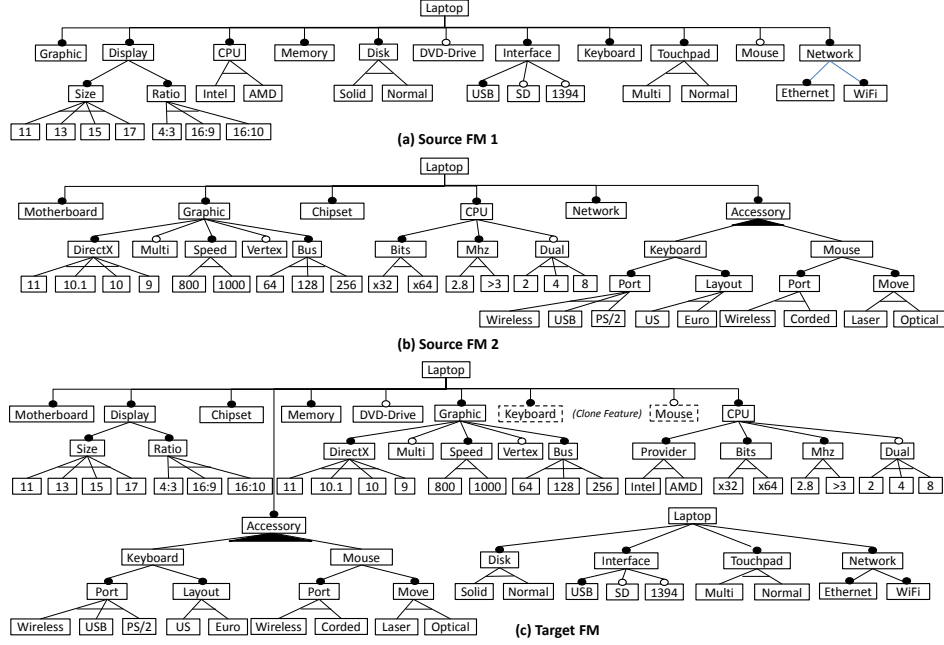 Laptop
Graphic Display CPU Memory Disk DVD-Drive Interface Keyboard Touchpad Mouse Network
Size Ratio Intel AMD Solid Normal USB SD 1394 Multi Normal Ethernet WiFi
11 13 15 17 4:3 16:9 16:10
(a) Source FM 1
Laptop
Motherboard Graphic Chipset CPU Network Accessory
DirectX Multi Speed Vertex Bus Bits Mhz Dual Keyboard Mouse
11 10.1 10 9 800 1000 64 128 256 x32 x64 2.8 >3 2 4 8 Port Layout Port Move
Wireless USB PS/2 US Euro Wireless Corded Laser Optical
(b) Source FM 2
Laptop
Motherboard Display Chipset Memory DVD-Drive Graphic Keyboard (Clone Feature) Mouse CPU
Size Ratio DirectX Multi Speed Vertex Bus Provider Bits Mhz Dual
11 13 15 17 4:3 16:9 16:10 11 10.1 10 9 800 1000 64 128 256 Intel AMD x32 x64 2.8 >3 2 4 8
Accessory Laptop
Keyboard Mouse Disk Interface Touchpad Network
Port Layout Port Move Solid Normal USB SD 1394 Multi Normal Ethernet WiFi
Wireless USB PS/2 US Euro Wireless Corded Laser Optical
(c) Target FM